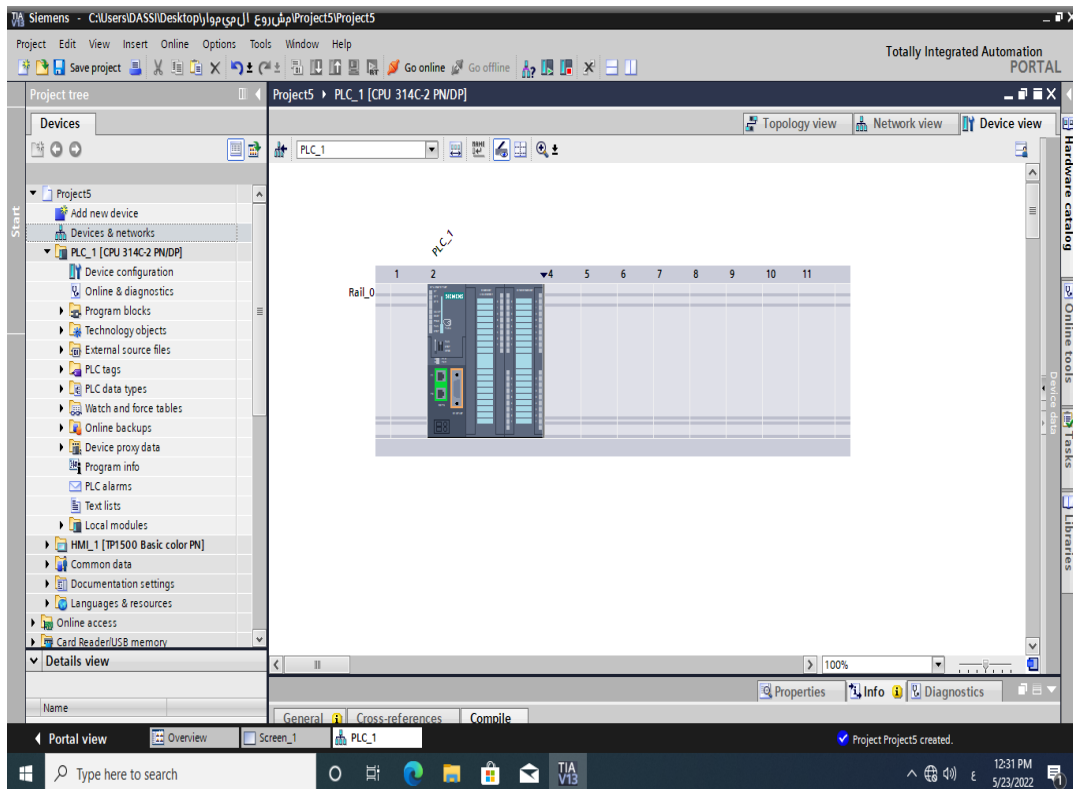 Siemens - C:\Users\DASSI\Desktop\مشروع الميموار\Project5\Project5
Project Edit View Insert Online Options Tools Window Help
Totally Integrated Automation
PORTAL
Save project Go online Go offline
Project tree
Project5 PLC_1 [CPU 314C-2 PN/DP]
Devices
Topology view Network view Device view
PLC_1
Project5
Add new device
Devices & networks
PLC_1 [CPU 314C-2 PN/DP]
Device configuration
Online & diagnostics
Program blocks
Technology objects
External source files
PLC tags
PLC data types
Watch and force tables
Online backups
Device proxy data
Program info
PLC alarms
Text lists
Local modules
HMI_1 [TP1500 Basic color PN]
Common data
Documentation settings
Languages & resources
Online access
Card Reader/USB memory
Details view
Name
Start
PLC_1
1 2 4 5 6 7 8 9 10 11
Rail_0
SIEMENS
100%
Device data
Hardware catalog
Online tools
Tasks
Libraries
Properties Info Diagnostics
General Cross-references Compile
Portal view Overview Screen_1 PLC_1
Project Project5 created.
Type here to search
TIA
V13
ع
12:31 PM
5/23/2022
1